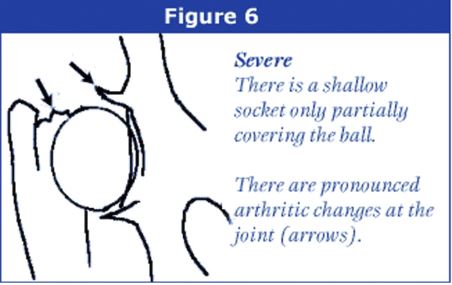 Figure 6
Severe
There is a shallow
socket only partially
covering the ball.
There are pronounced
arthritic changes at the
joint (arrows).